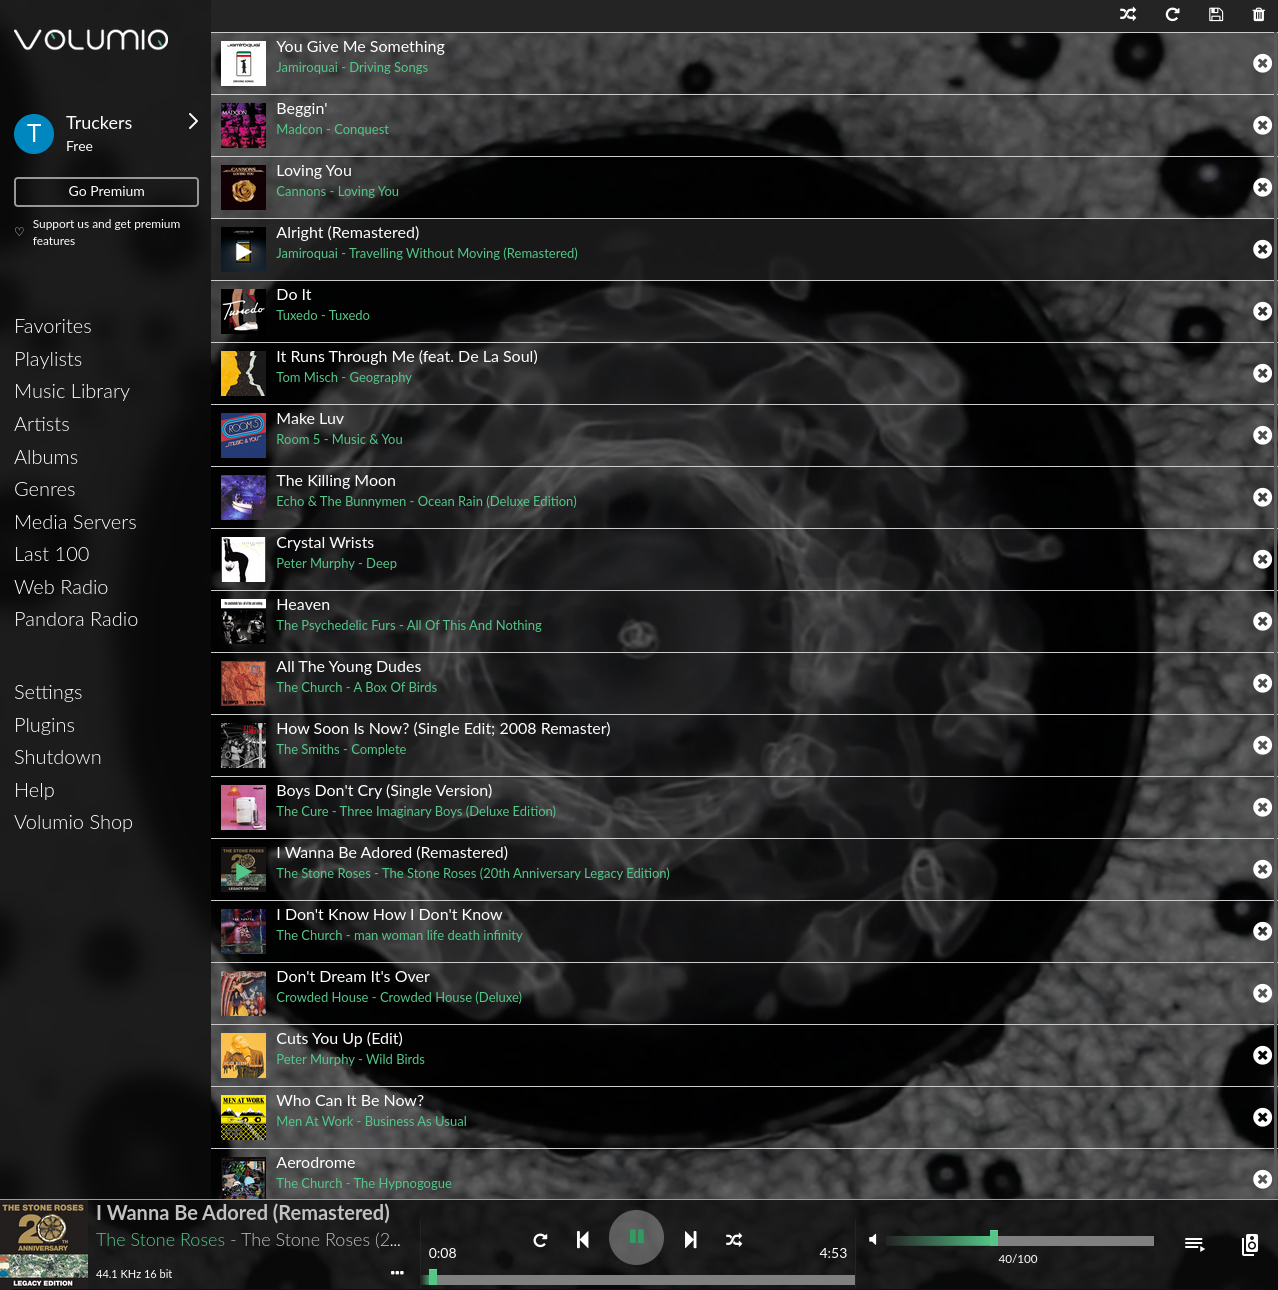 VOLUMIO
T
Truckers
Free
Go Premium
Support us and get premium
features
Favorites
Playlists
Music Library
Artists
Albums
Genres
Media Servers
Last 100
Web Radio
Pandora Radio
Settings
Plugins
Shutdown
Help
Volumio Shop
You Give Me Something
Jamiroquai - Driving Songs
Beggin'
Madcon - Conquest
Loving You
Cannons - Loving You
Alright (Remastered)
Jamiroquai - Travelling Without Moving (Remastered)
Do It
Tuxedo - Tuxedo
It Runs Through Me (feat. De La Soul)
Tom Misch - Geography
Make Luv
Room 5 - Music & You
The Killing Moon
Echo & The Bunnymen - Ocean Rain (Deluxe Edition)
Crystal Wrists
Peter Murphy - Deep
Heaven
The Psychedelic Furs - All Of This And Nothing
All The Young Dudes
The Church - A Box Of Birds
How Soon Is Now? (Single Edit; 2008 Remaster)
The Smiths - Complete
Boys Don't Cry (Single Version)
The Cure - Three Imaginary Boys (Deluxe Edition)
I Wanna Be Adored (Remastered)
The Stone Roses - The Stone Roses (20th Anniversary Legacy Edition)
I Don't Know How I Don't Know
The Church - man woman life death infinity
Don't Dream It's Over
Crowded House - Crowded House (Deluxe)
Cuts You Up (Edit)
Peter Murphy - Wild Birds
Who Can It Be Now?
Men At Work - Business As Usual
Aerodrome
The Church - The Hypnogogue
THE STONE ROSES
20TH
ANNIVERSARY
LEGACY EDITION
I Wanna Be Adored (Remastered)
The Stone Roses - The Stone Roses (2...
44.1 KHz 16 bit
0:08
4:53
40/100